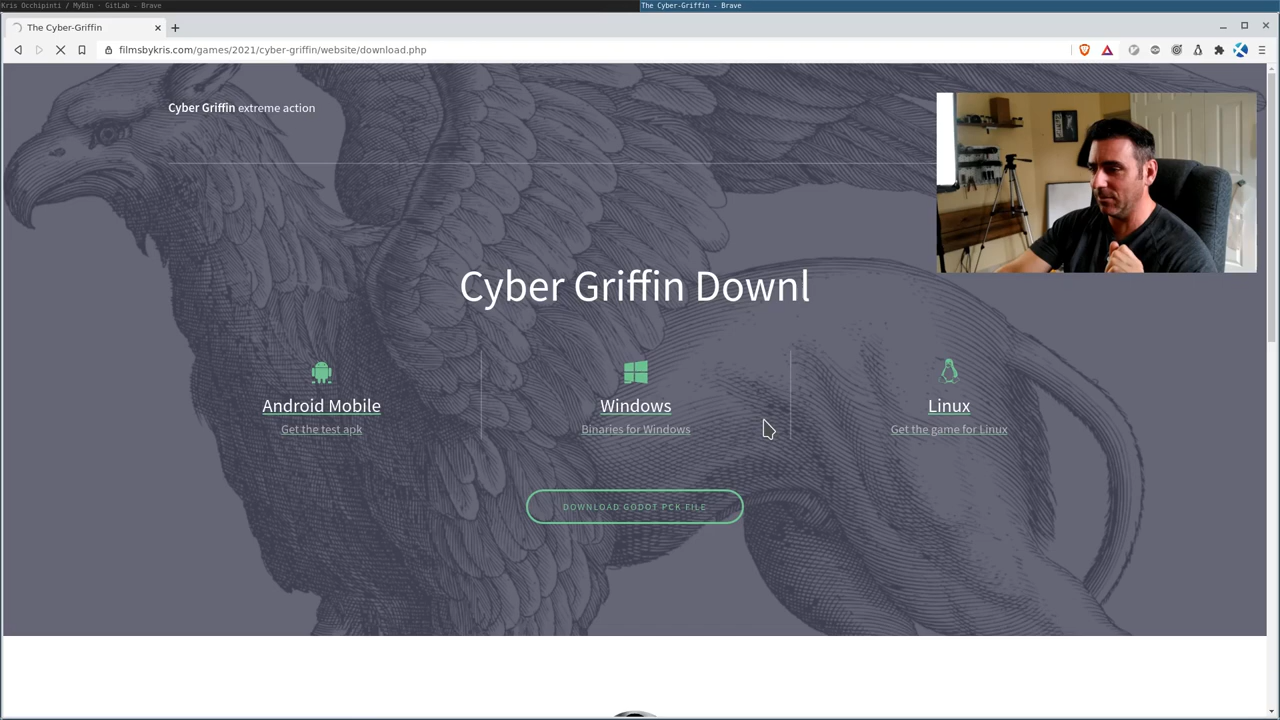 Kris Occhipinti / MyBin · GitLab - Brave
The Cyber-Griffin - Brave
The Cyber-Griffin
filmsbykris.com/games/2021/cyber-griffin/website/download.php
Cyber Griffin extreme action
Cyber Griffin Downl
Android Mobile
Get the test apk
Windows
Binaries for Windows
Linux
Get the game for Linux
DOWNLOAD GODOT PCK FILE